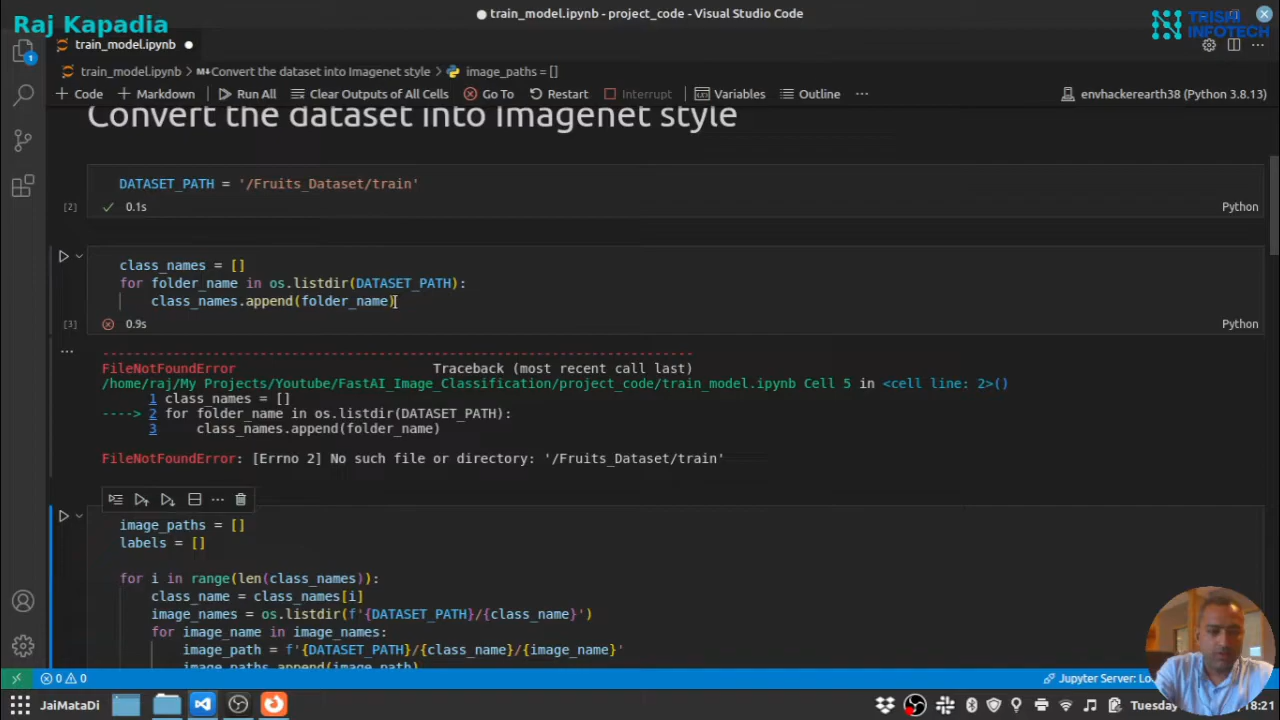 Raj Kapadia
train_model.ipynb - project_code - Visual Studio Code
TRISHI
INFOTECH
train_model.ipynb
1
train_model.ipynb > M↓Convert the dataset into Imagenet style > image_paths = []
+ Code + Markdown Run All Clear Outputs of All Cells Go To Restart Interrupt Variables Outline ... envhackerearth38 (Python 3.8.13)
Convert the dataset into Imagenet style
DATASET_PATH = '/Fruits_Dataset/train'
[2] 0.1s Python
class_names = []
for folder_name in os.listdir(DATASET_PATH):
class_names.append(folder_name)
[3] 0.9s Python
---------------------------------------------------------------------------
FileNotFoundError Traceback (most recent call last)
/home/raj/My Projects/Youtube/FastAI_Image_Classification/project_code/train_model.ipynb Cell 5 in <cell line: 2>()
1 class_names = []
----> 2 for folder_name in os.listdir(DATASET_PATH):
3 class_names.append(folder_name)
FileNotFoundError: [Errno 2] No such file or directory: '/Fruits_Dataset/train'
image_paths = []
labels = []
for i in range(len(class_names)):
class_name = class_names[i]
image_names = os.listdir(f'{DATASET_PATH}/{class_name}')
for image_name in image_names:
image_path = f'{DATASET_PATH}/{class_name}/{image_name}'
image_paths.append(image_path)
0 0 Jupyter Server: Lo
JaiMataDi Tuesday 18:21